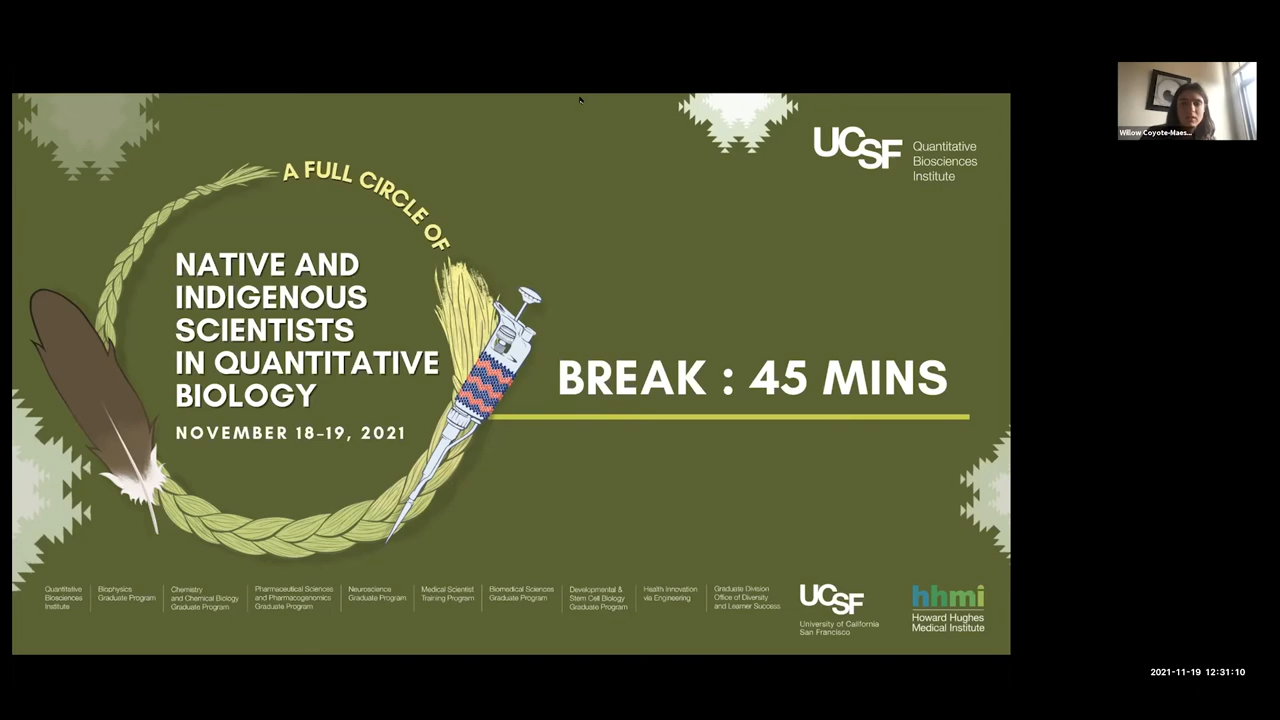 A FULL CIRCLE OF
NATIVE AND
INDIGENOUS
SCIENTISTS
IN QUANTITATIVE
BIOLOGY
NOVEMBER 18-19, 2021
UCSF
Quantitative
Biosciences
Institute
BREAK : 45 MINS
Willow Coyote-Maes...
Quantitative
Biosciences
Institute
Biophysics
Graduate Program
Chemistry
and Chemical Biology
Graduate Program
Pharmaceutical Sciences
and Pharmacogenomics
Graduate Program
Neuroscience
Graduate Program
Medical Scientist
Training Program
Biomedical Sciences
Graduate Program
Developmental &
Stem Cell Biology
Graduate Program
Health Innovation
via Engineering
Graduate Division
Office of Diversity
and Learner Success
UCSF
University of California
San Francisco
hhmi
Howard Hughes
Medical Institute
2021-11-19 12:31:10